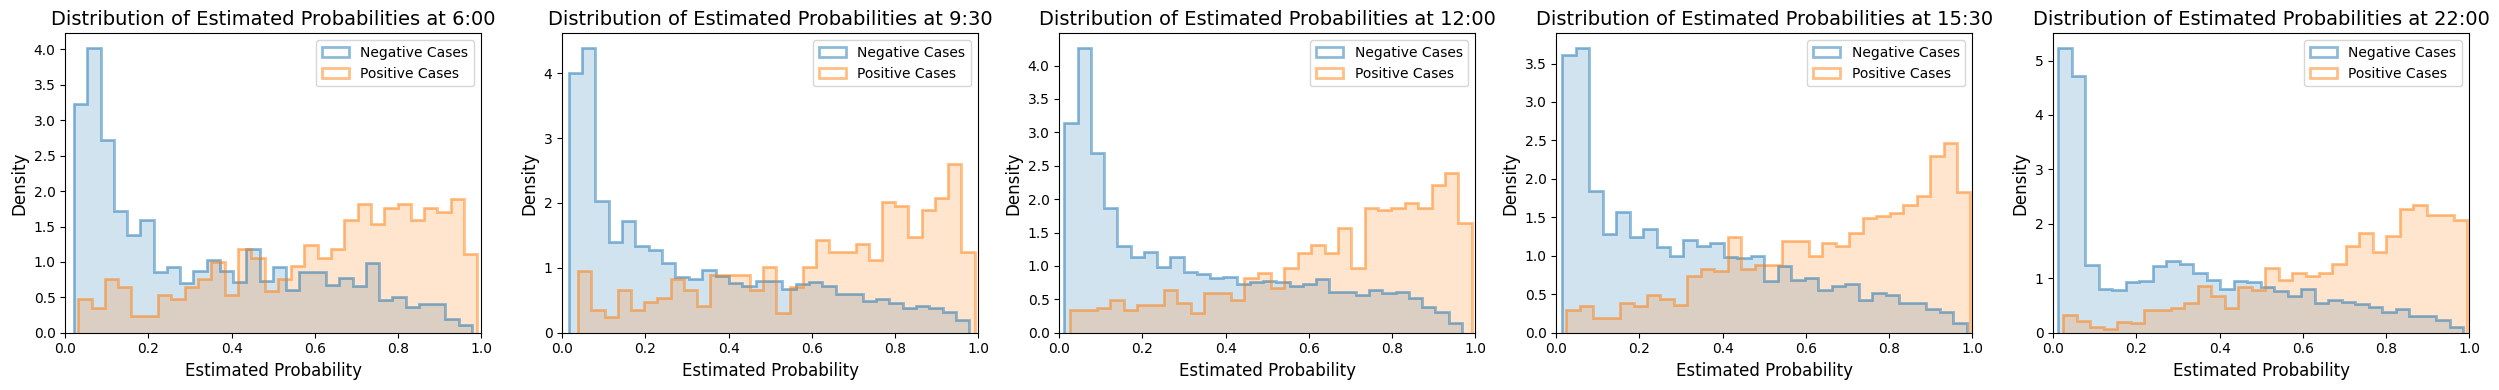 Distribution of Estimated Probabilities at 6:00
Negative Cases
Positive Cases
Density
4.0
3.5
3.0
2.5
2.0
1.5
1.0
0.5
0.0
0.0 0.2 0.4 0.6 0.8 1.0
Estimated Probability
Distribution of Estimated Probabilities at 9:30
Negative Cases
Positive Cases
Density
4
3
2
1
0
0.0 0.2 0.4 0.6 0.8 1.0
Estimated Probability
Distribution of Estimated Probabilities at 12:00
Negative Cases
Positive Cases
Density
4.0
3.5
3.0
2.5
2.0
1.5
1.0
0.5
0.0
0.0 0.2 0.4 0.6 0.8 1.0
Estimated Probability
Distribution of Estimated Probabilities at 15:30
Negative Cases
Positive Cases
Density
3.5
3.0
2.5
2.0
1.5
1.0
0.5
0.0
0.0 0.2 0.4 0.6 0.8 1.0
Estimated Probability
Distribution of Estimated Probabilities at 22:00
Negative Cases
Positive Cases
Density
5
4
3
2
1
0
0.0 0.2 0.4 0.6 0.8 1.0
Estimated Probability